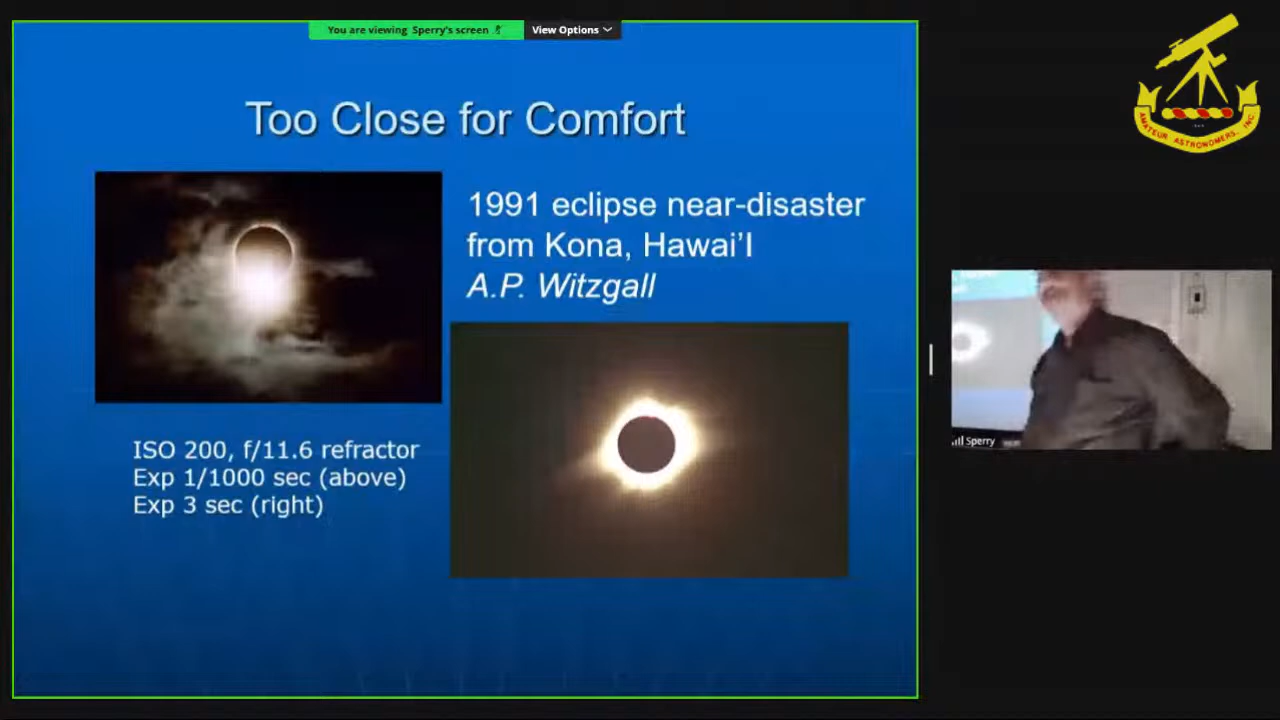 You are viewing Sperry's screen
View Options
Too Close for Comfort
1991 eclipse near-disaster
from Kona, Hawai'I
A.P. Witzgall
ISO 200, f/11.6 refractor
Exp 1/1000 sec (above)
Exp 3 sec (right)
AMATEUR ASTRONOMERS, INC.
Sperry